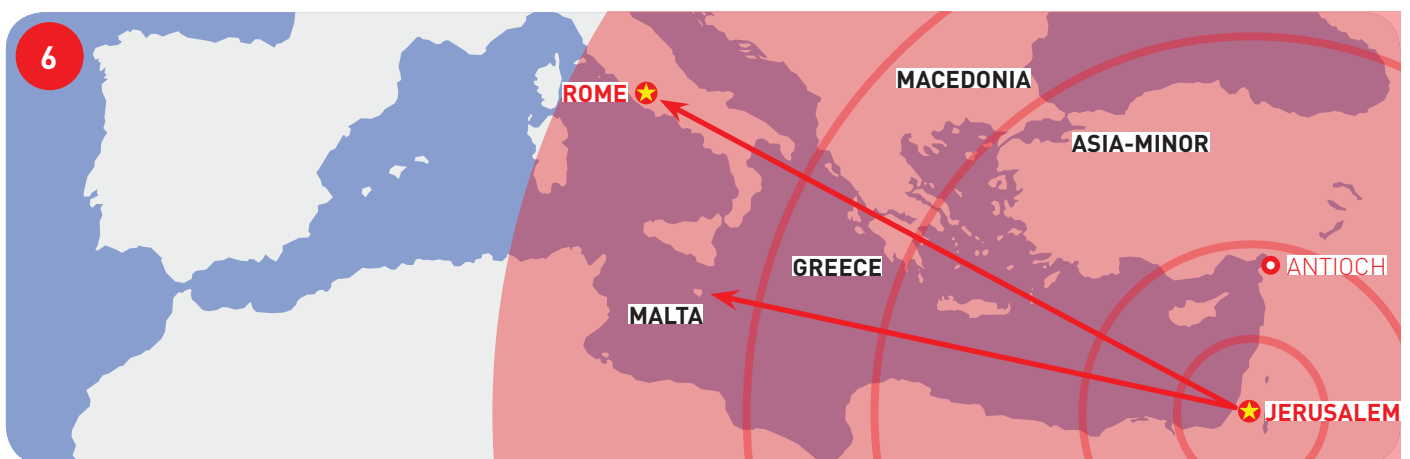 6
MACEDONIA
ROME
ASIA-MINOR
GREECE
ANTIOCH
MALTA
JERUSALEM